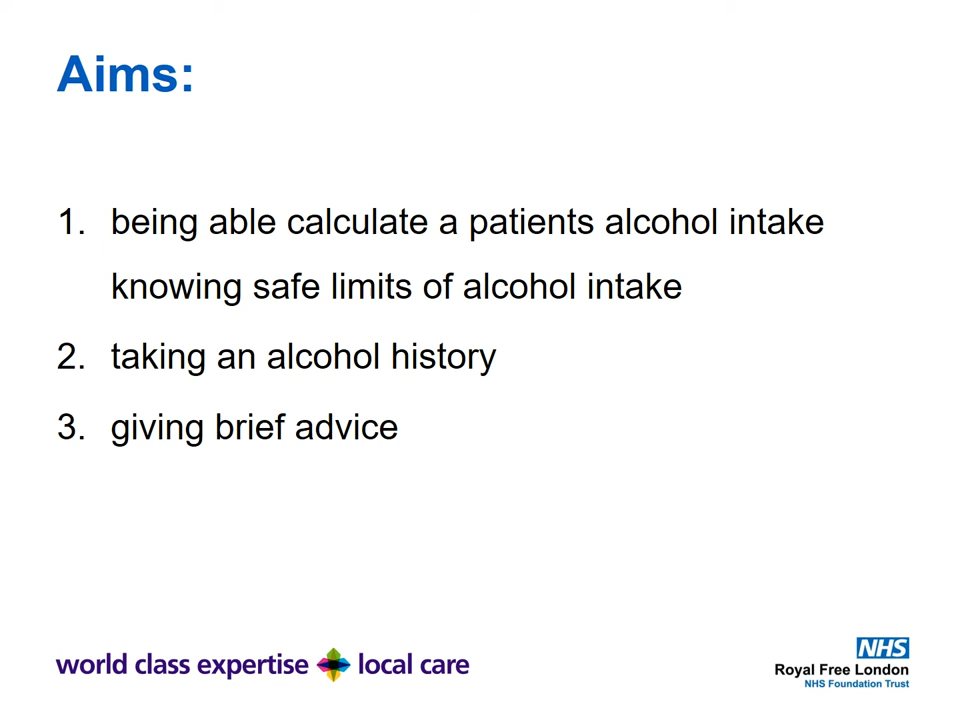 Aims:
1. being able calculate a patients alcohol intake
knowing safe limits of alcohol intake
2. taking an alcohol history
3. giving brief advice
world class expertise local care
NHS
Royal Free London
NHS Foundation Trust